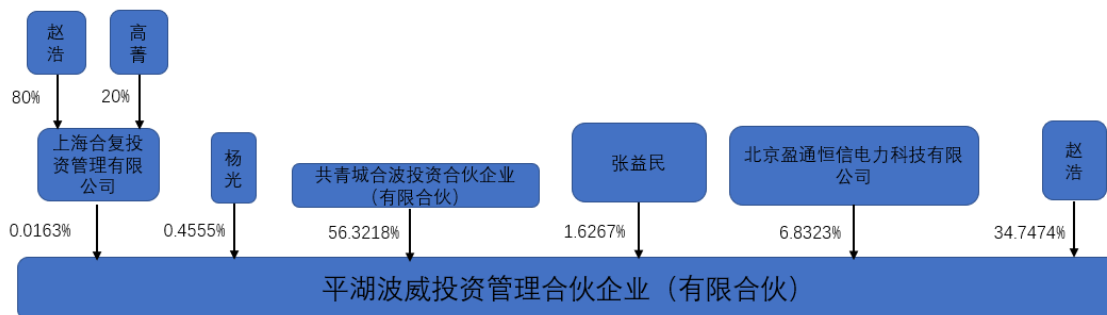 赵
浩
高
菁
80%
20%
上海合复投
资管理有限
公司
杨
光
共青城合波投资合伙企业
（有限合伙）
张益民
北京盈通恒信电力科技有限
公司
赵
浩
0.0163%
0.4555%
56.3218%
1.6267%
6.8323%
34.7474%
平湖波威投资管理合伙企业（有限合伙）